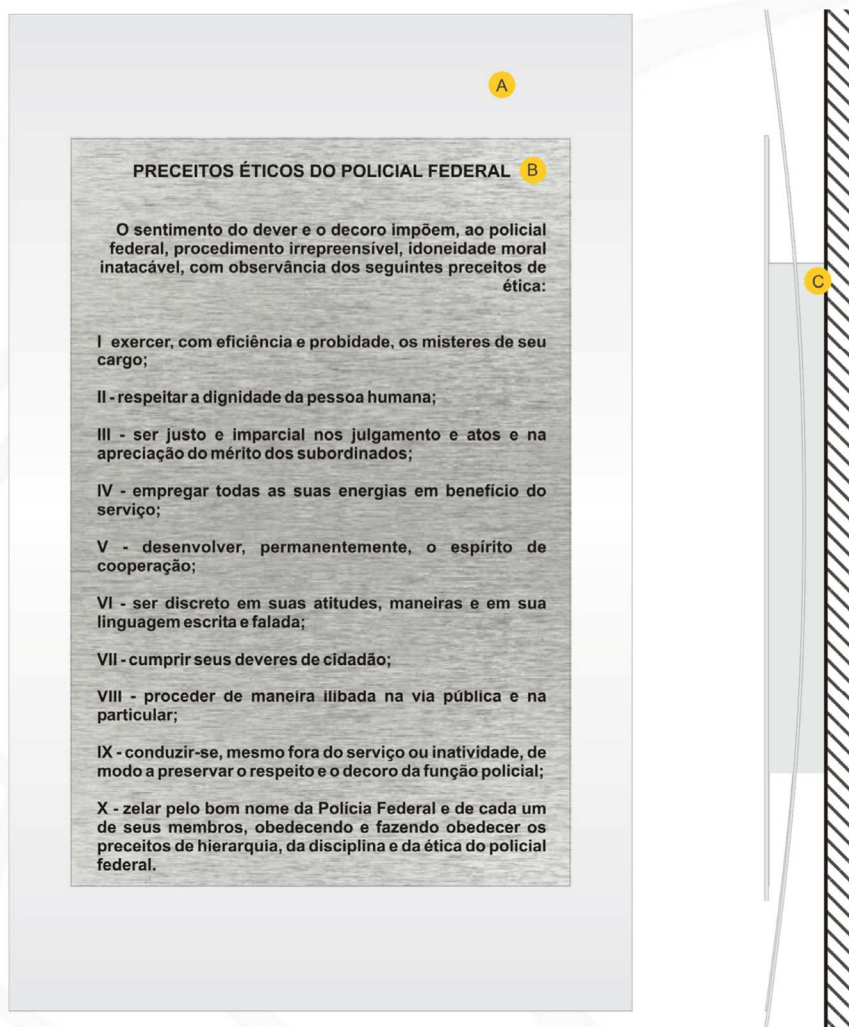 A
PRECEITOS ÉTICOS DO POLICIAL FEDERAL B
O sentimento do dever e o decoro impõem, ao policial
federal, procedimento irrepreensível, idoneidade moral
inatacável, com observância dos seguintes preceitos de
ética:
C
I exercer, com eficiência e probidade, os misteres de seu
cargo;
II - respeitar a dignidade da pessoa humana;
III - ser justo e imparcial nos julgamento e atos e na
apreciação do mérito dos subordinados;
IV - empregar todas as suas energias em benefício do
serviço;
V - desenvolver, permanentemente, o espírito de
cooperação;
VI - ser discreto em suas atitudes, maneiras e em sua
linguagem escrita e falada;
VII - cumprir seus deveres de cidadão;
VIII - proceder de maneira ilibada na via pública e na
particular;
IX - conduzir-se, mesmo fora do serviço ou inatividade, de
modo a preservar o respeito e o decoro da função policial;
X - zelar pelo bom nome da Polícia Federal e de cada um
de seus membros, obedecendo e fazendo obedecer os
preceitos de hierarquia, da disciplina e da ética do policial
federal.